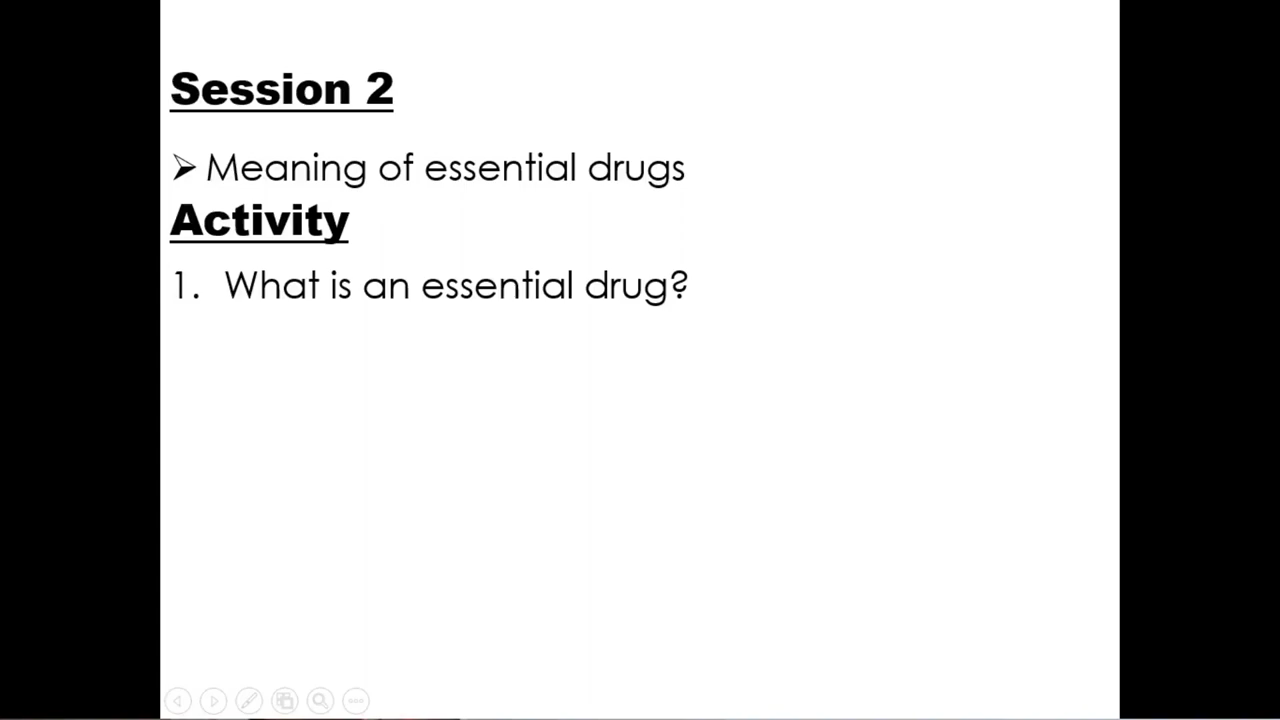 Session 2
➢ Meaning of essential drugs
Activity
1. What is an essential drug?